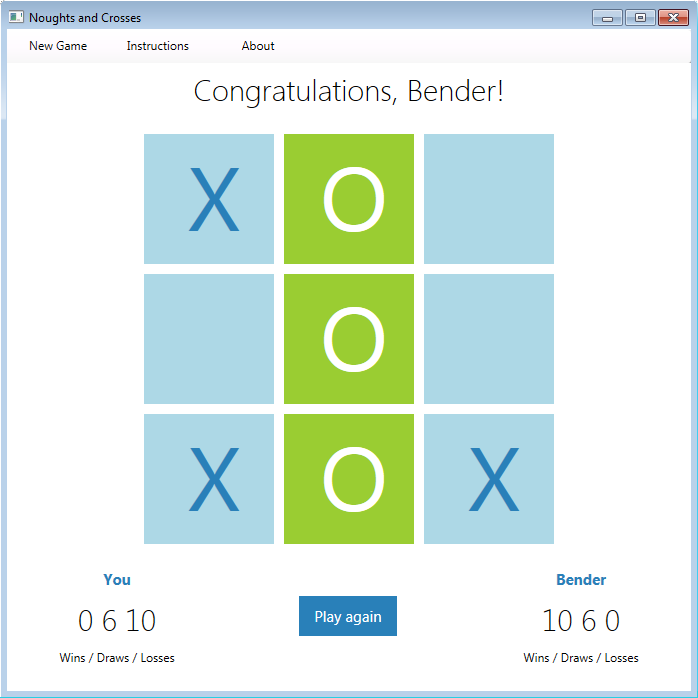 Noughts and Crosses
New Game Instructions About
Congratulations, Bender!
X O
O
X O X
You Bender
0 6 10 Play again 10 6 0
Wins / Draws / Losses Wins / Draws / Losses